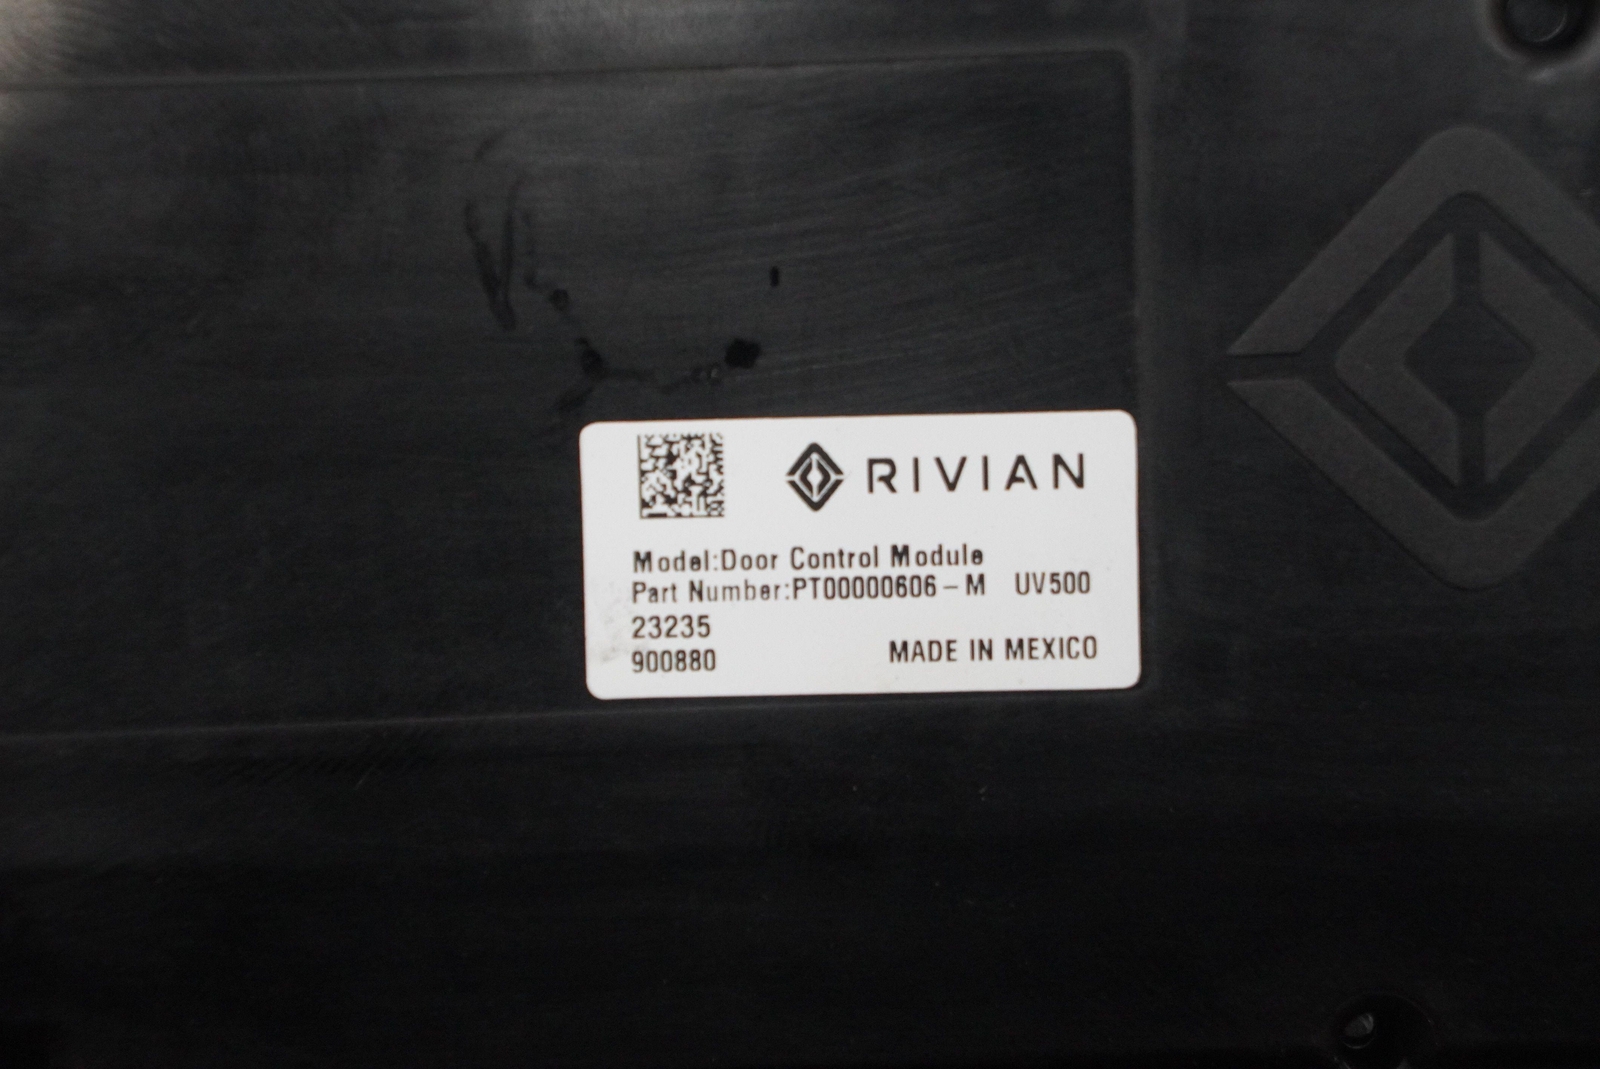 RIVIAN
Model:Door Control Module
Part Number:PT00000606-M UV500
23235
900880 MADE IN MEXICO